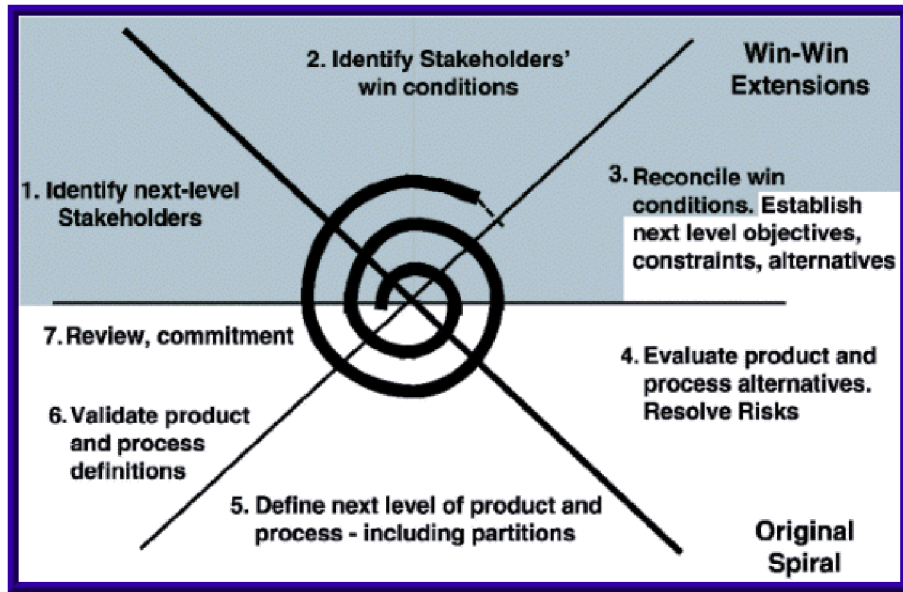 2. Identify Stakeholders'
win conditions
Win-Win
Extensions
1. Identify next-level
Stakeholders
3. Reconcile win
conditions. Establish
next level objectives,
constraints, alternatives
7. Review, commitment
4. Evaluate product and
process alternatives.
Resolve Risks
6. Validate product
and process
definitions
5. Define next level of product and
process - including partitions
Original
Spiral